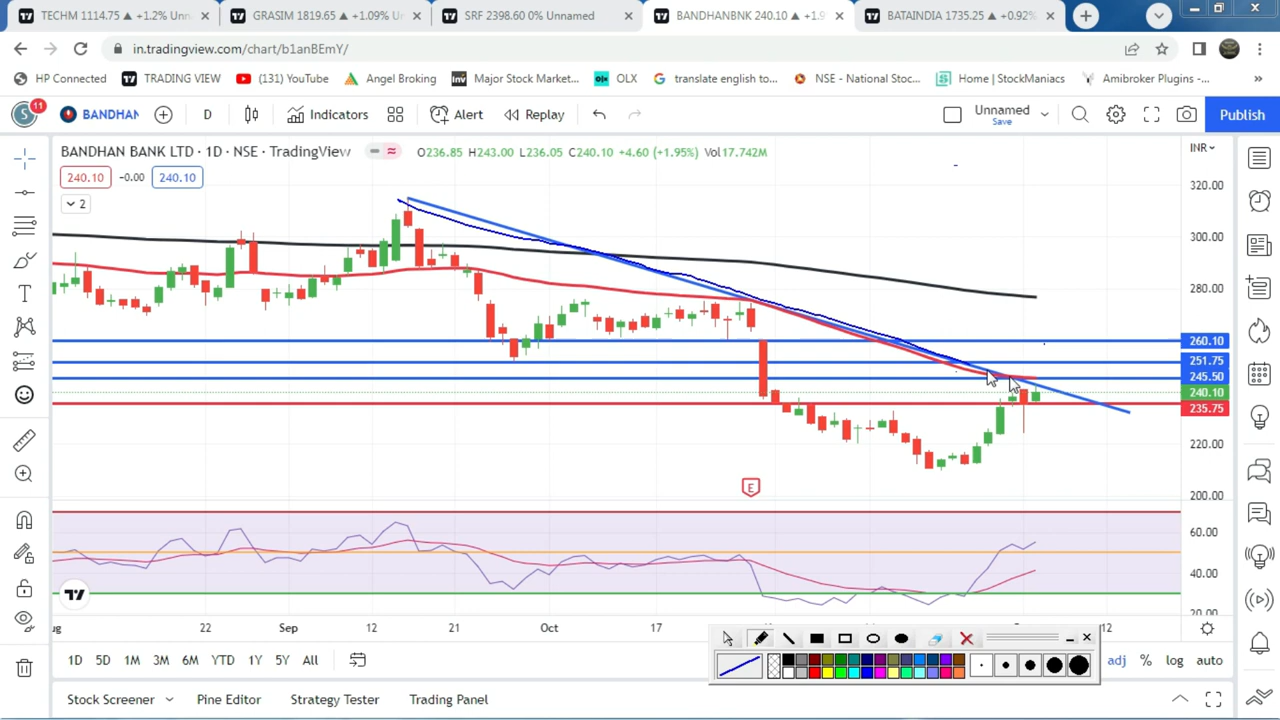 TECHM 1114.75 ▲ +1.2% Unn
GRASIM 1819.65 ▲ +1.09% Un
SRF 2398.60 0% Unnamed
BANDHANBNK 240.10 ▲ +1.9
BATAINDIA 1735.25 ▲ +0.92%
in.tradingview.com/chart/b1anBEmY/
HP Connected
TRADING VIEW
(131) YouTube
Angel Broking
Major Stock Market...
OLX
translate english to...
NSE - National Stoc...
Home | StockManiacs
Amibroker Plugins -...
»
S 11
BANDHAN
D
Indicators
Alert
Replay
Unnamed
Save
Publish
BANDHAN BANK LTD · 1D · NSE · TradingView
O236.85 H243.00 L236.05 C240.10 +4.60 (+1.95%) Vol17.742M
INR
240.10 -0.00 240.10
2
320.00
300.00
280.00
260.10
251.75
245.50
240.10
235.75
220.00
200.00
E
60.00
40.00
20.00
ug 22 Sep 12 21 Oct 17 12
1D 5D 1M 6M YTD 5Y All
adj % log auto
Stock Screener
Pine Editor
Strategy Tester
Trading Panel